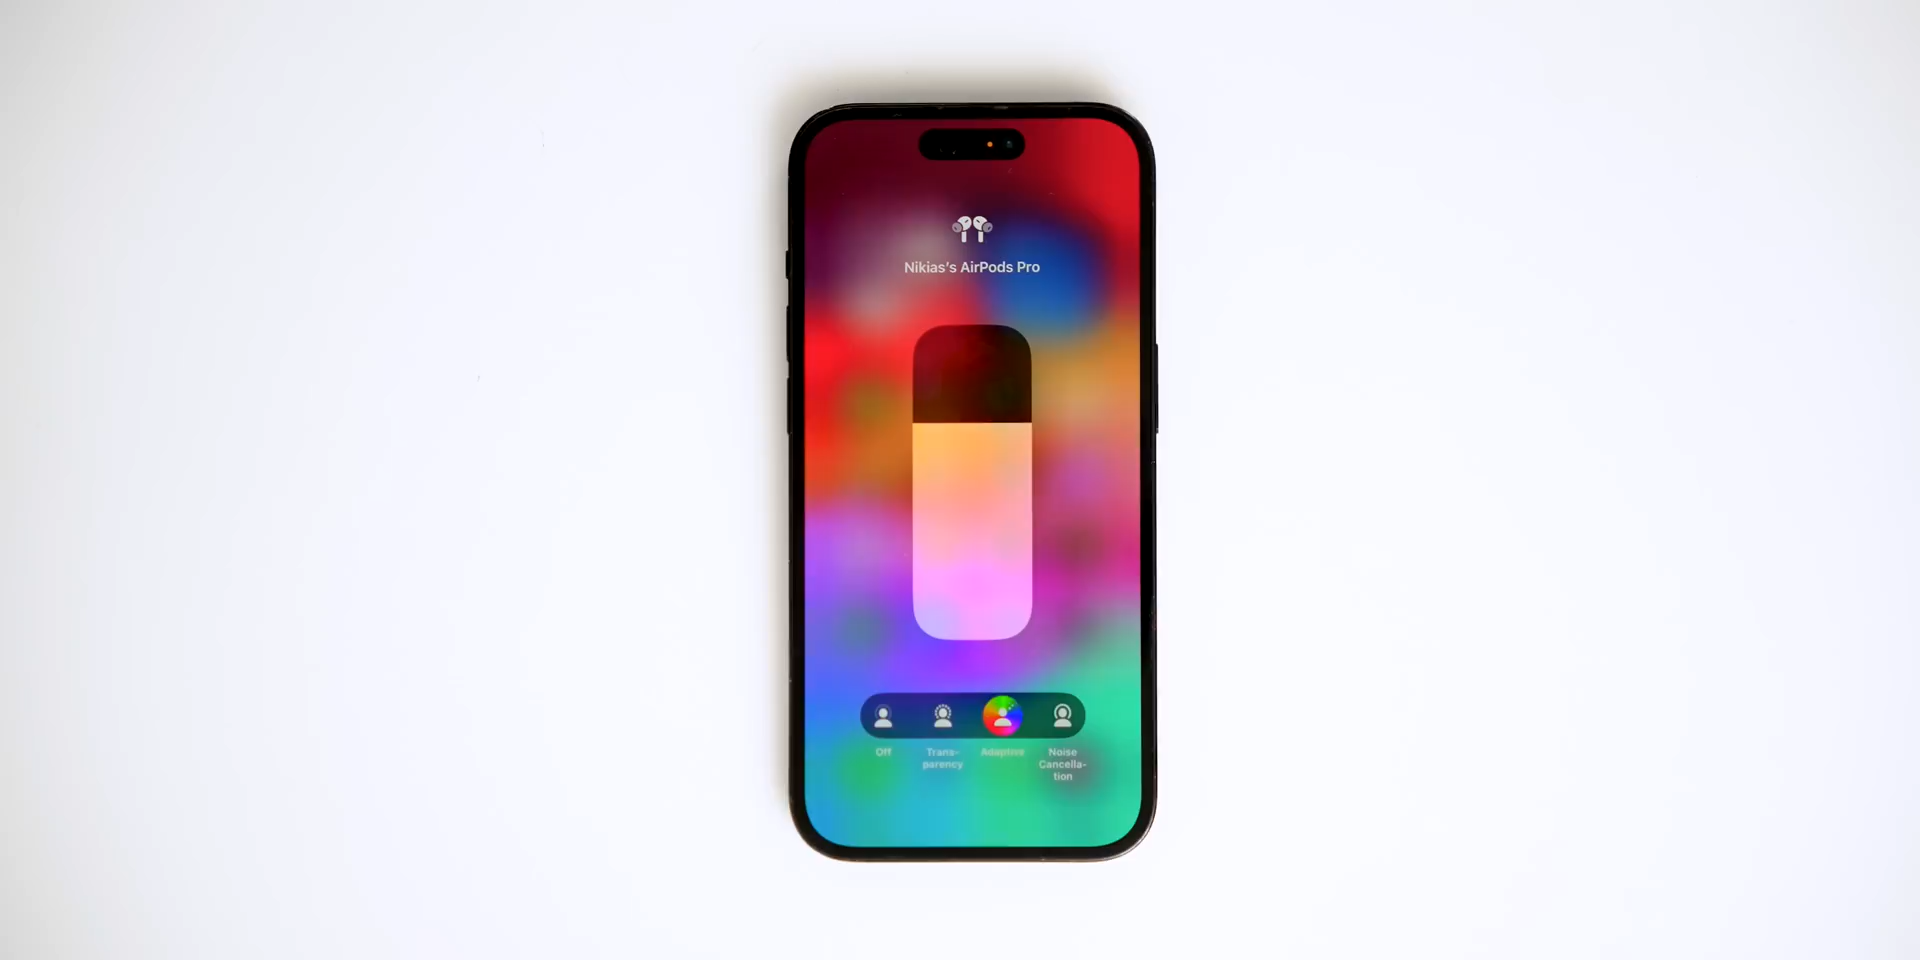 Nikias's AirPods Pro
Off
Trans-
parency
Adaptive
Noise
Cancella-
tion